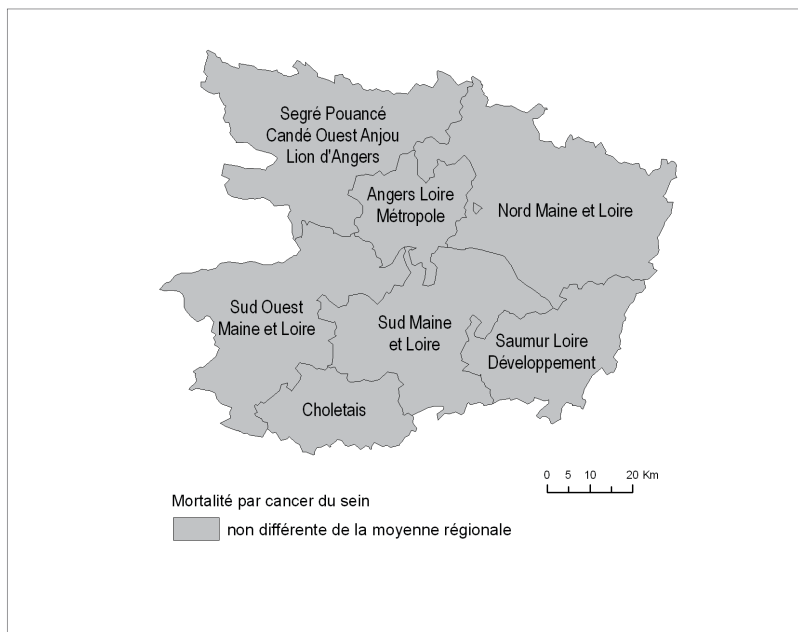 Segré Pouancé
Candé Ouest Anjou
Lion d'Angers
Angers Loire
Métropole
Nord Maine et Loire
Sud Ouest
Maine et Loire
Sud Maine
et Loire
Saumur Loire
Développement
Choletais
0 5 10 20 Km
Mortalité par cancer du sein
non différente de la moyenne régionale